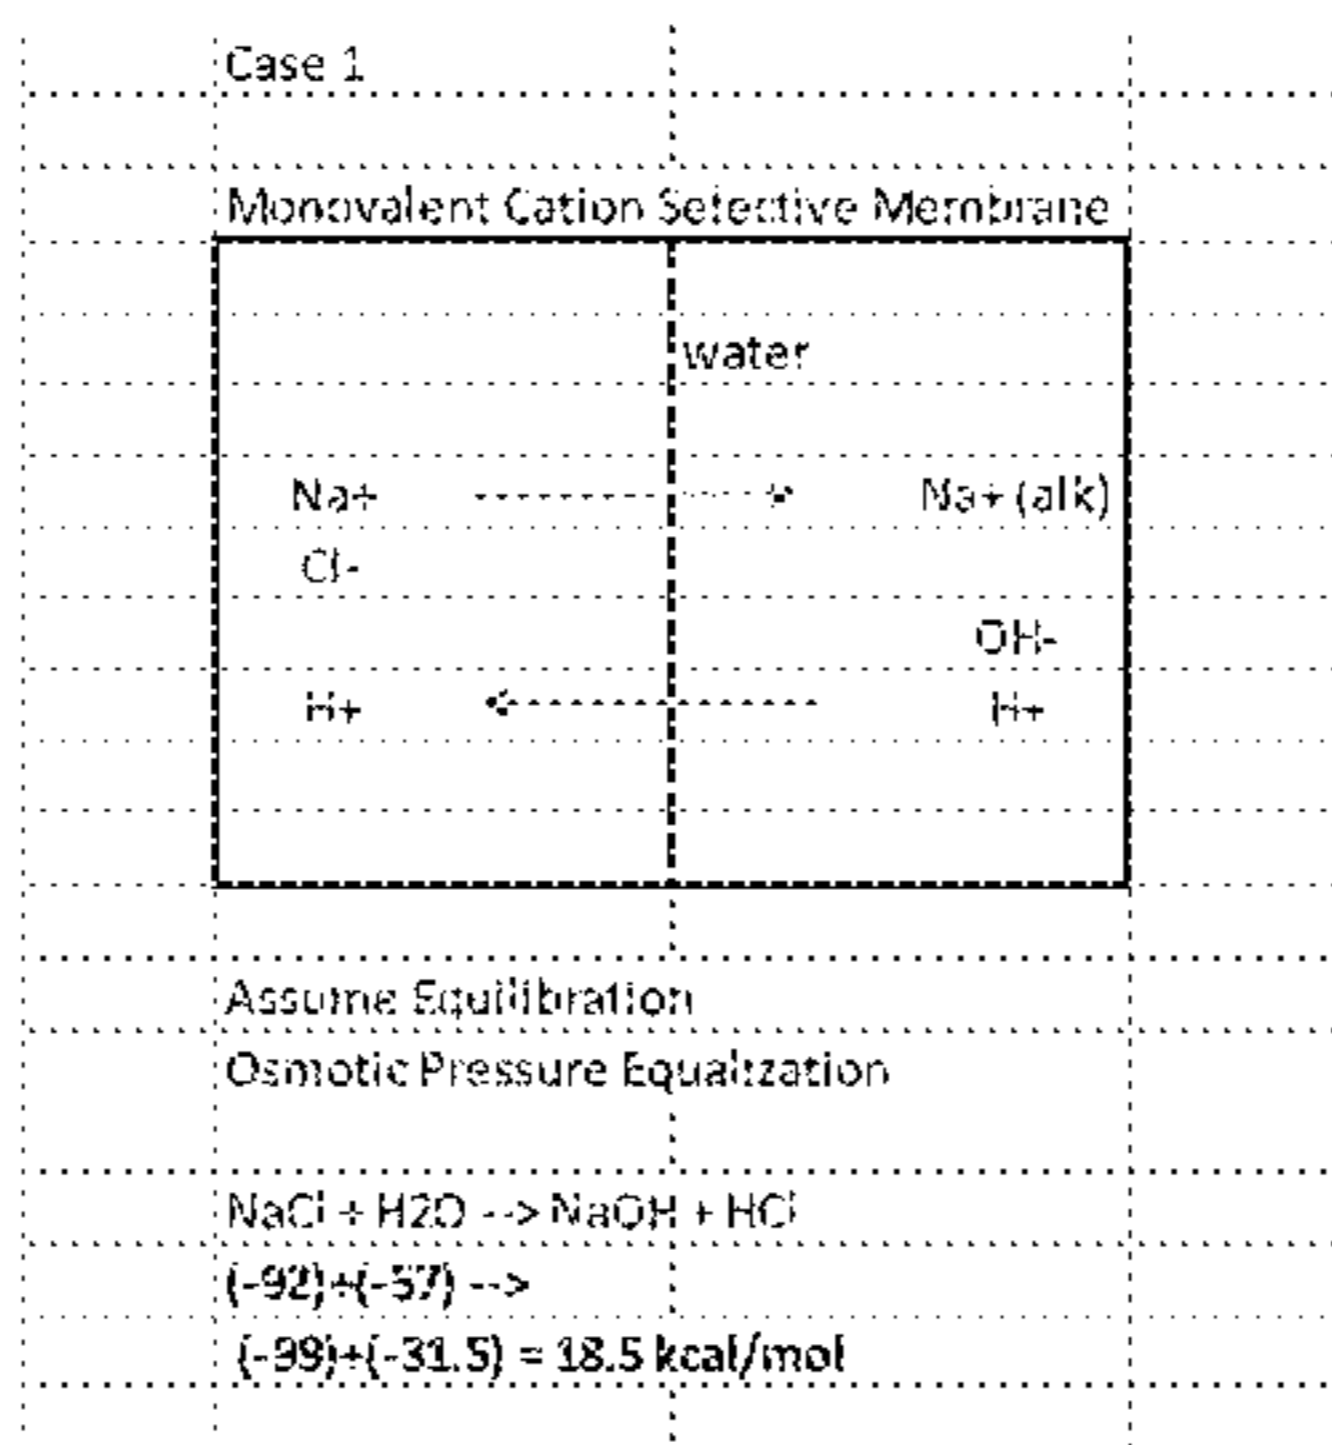 Case 1
Monovalent Cation Selective Membrane
water
Na+ Na+ (alk)
Cl-
OH-
H+ H+
Assume Equilibration
Osmotic Pressure Equalization
NaCl + H2O --> NaOH + HCl
(-92)+(-57) -->
(-99)+(-31.5) = 18.5 kcal/mol